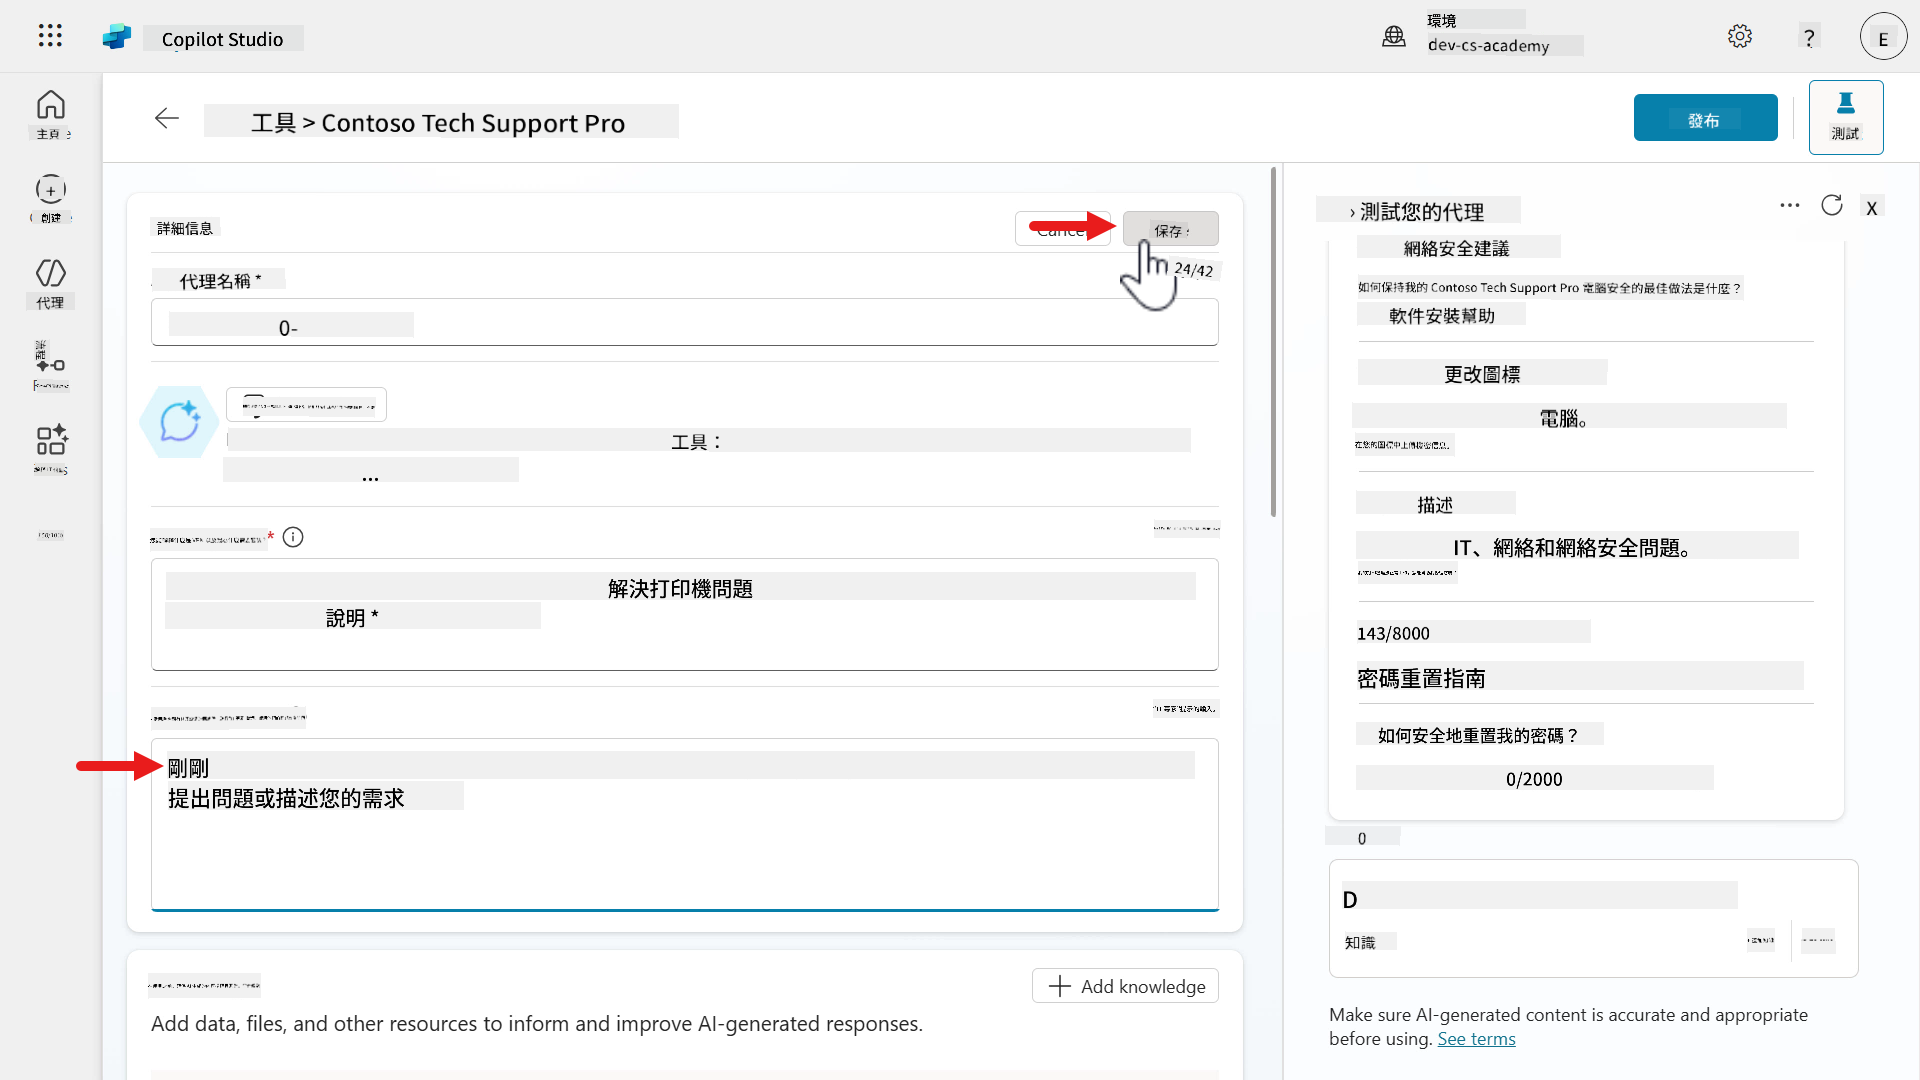 Copilot Studio
環境
dev-cs-academy
?
E
主頁
創建
代理
流程
工具 > Contoso Tech Support Pro
發布
測試
詳細信息
Cancel
保存
代理名稱 *
24/42
0-
工具：
...
*
解決打印機問題
說明 *
剛剛
提出問題或描述您的需求
Add knowledge
Add data, files, and other resources to inform and improve AI-generated responses.
› 測試您的代理
X
網絡安全建議
如何保持我的 Contoso Tech Support Pro 電腦安全的最佳做法是什麼？
軟件安裝幫助
更改圖標
電腦。
描述
IT、網絡和網絡安全問題。
143/8000
密碼重置指南
如何安全地重置我的密碼？
0/2000
0
D
知識
Make sure AI-generated content is accurate and appropriate
before using. See terms